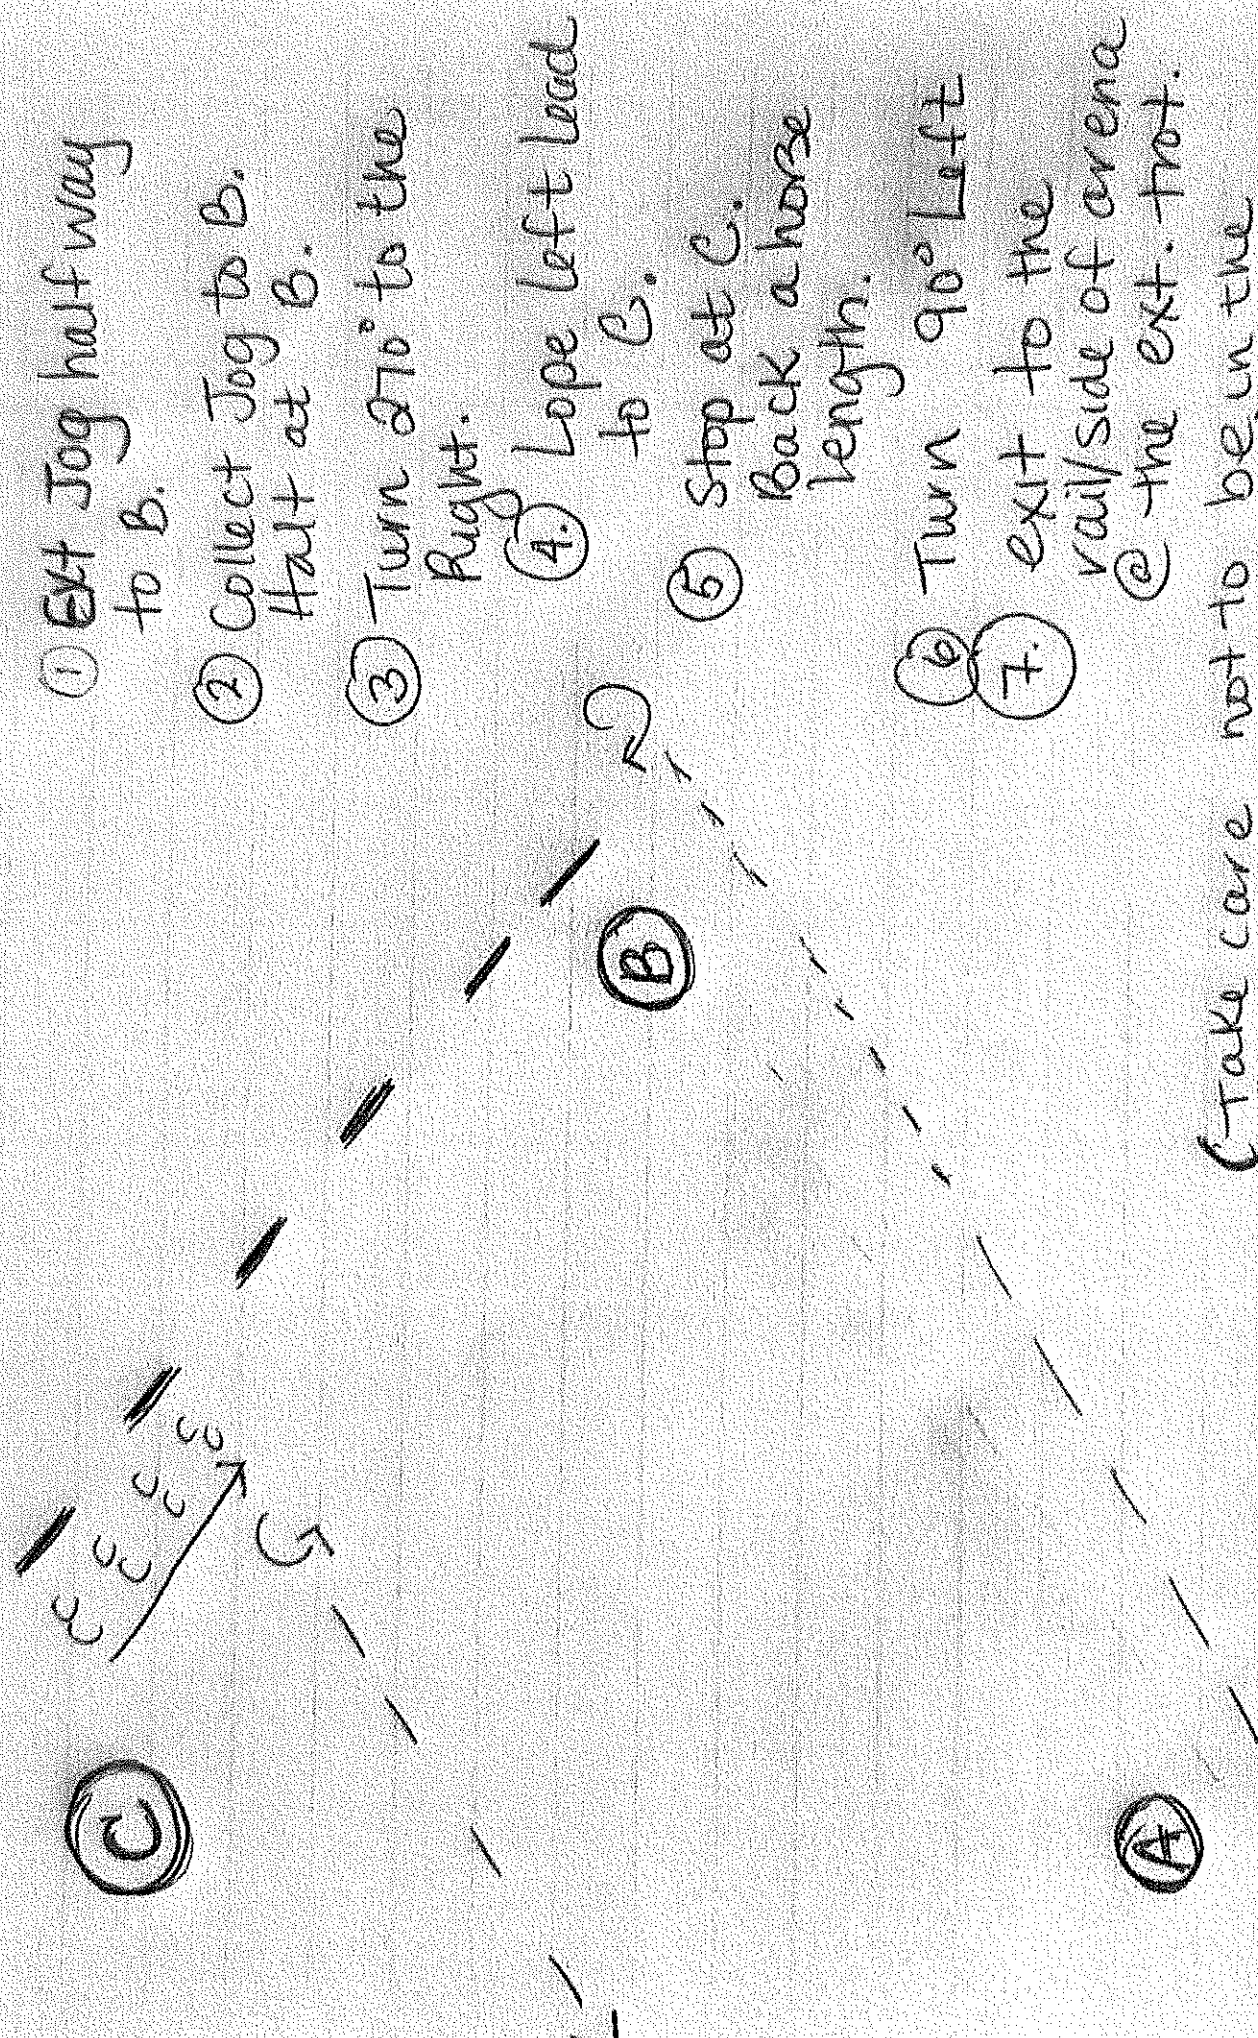 ① Ext Jog half way
to B.
② Collect Jog to B.
Halt at B.
③ Turn 270° to the
Right.
④. Lope Left lead
to C.
⑤ Stop at C.
Back a horse
length.
⑥ Turn 90° Left
⑦. exit to the
rail/side of arena
@ the ext. trot.
(Take care not to be in the
C
B
A